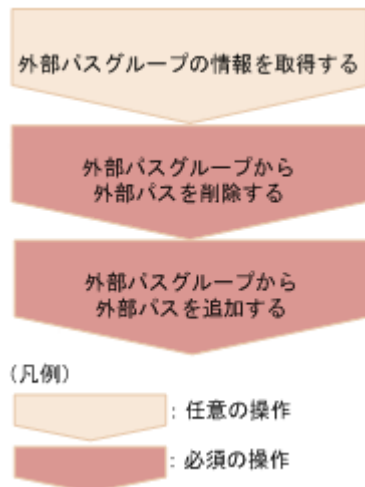 外部パスグループの情報を取得する
外部パスグループから
外部パスを削除する
外部パスグループから
外部パスを追加する
(凡例)
: 任意の操作
: 必須の操作